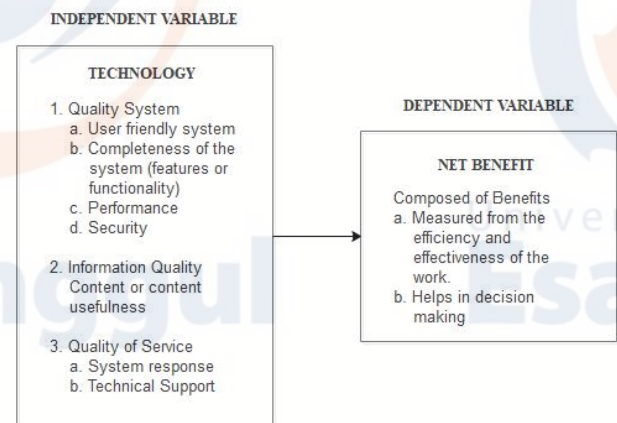 INDEPENDENT VARIABLE
TECHNOLOGY
1. Quality System
a. User friendly system
b. Completeness of the
system (features or
functionality)
c. Performance
d. Security
2. Information Quality
Content or content
usefulness
3. Quality of Service
a. System response
b. Technical Support
DEPENDENT VARIABLE
NET BENEFIT
Composed of Benefits
a. Measured from the
efficiency and
effectiveness of the
work.
b. Helps in decision
making